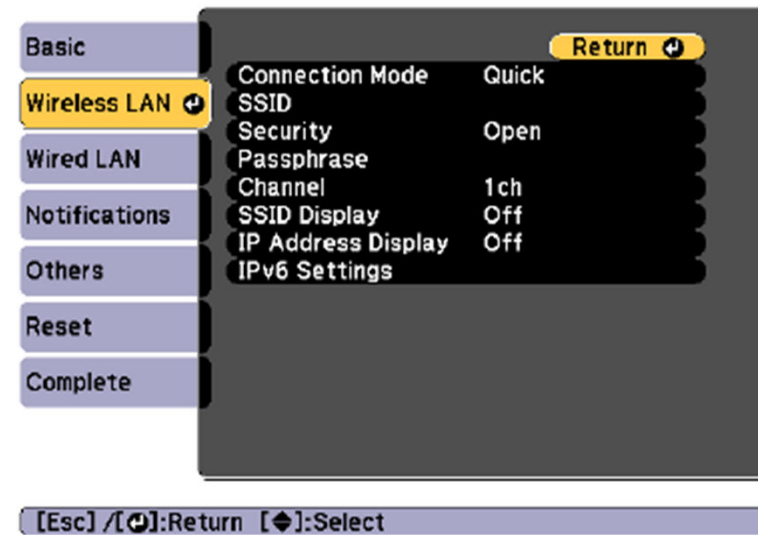 Basic
Wireless LAN
Wired LAN
Notifications
Others
Reset
Complete
Return
Connection Mode Quick
SSID
Security Open
Passphrase
Channel 1ch
SSID Display Off
IP Address Display Off
IPv6 Settings
[Esc] /[⏎]:Return [◆]:Select